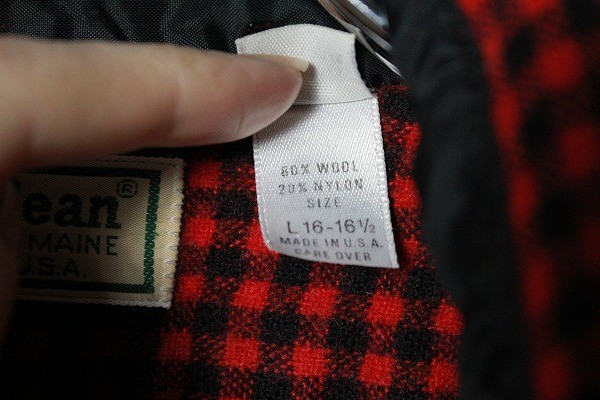 ean®
MAINE
.S.A.
80% WOOL
20% NYLON
SIZE
L 16-16½
MADE IN U.S.A.
CARE OVER